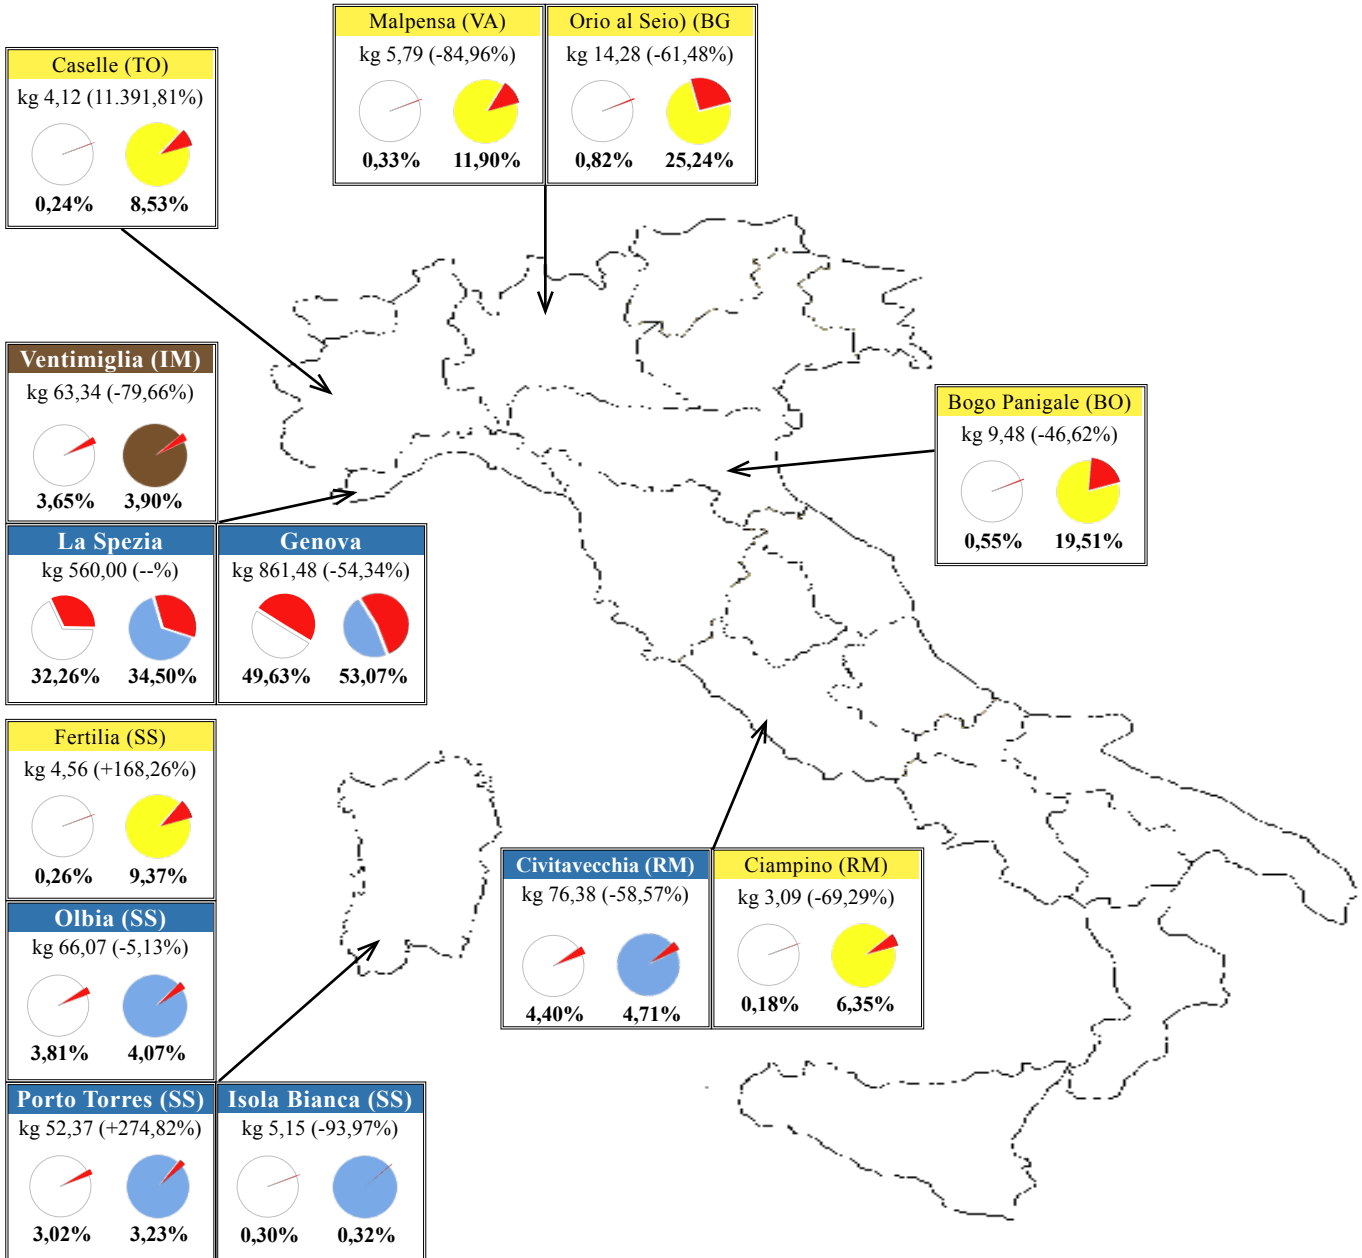 Malpensa (VA)
kg 5,79 (-84,96%)
0,33% 11,90%
Orio al Seio) (BG
kg 14,28 (-61,48%)
0,82% 25,24%
Caselle (TO)
kg 4,12 (11.391,81%)
0,24% 8,53%
Ventimiglia (IM)
kg 63,34 (-79,66%)
3,65% 3,90%
Bogo Panigale (BO)
kg 9,48 (-46,62%)
0,55% 19,51%
La Spezia
kg 560,00 (--%)
32,26% 34,50%
Genova
kg 861,48 (-54,34%)
49,63% 53,07%
Fertilia (SS)
kg 4,56 (+168,26%)
0,26% 9,37%
Olbia (SS)
kg 66,07 (-5,13%)
3,81% 4,07%
Civitavecchia (RM)
kg 76,38 (-58,57%)
4,40% 4,71%
Ciampino (RM)
kg 3,09 (-69,29%)
0,18% 6,35%
Porto Torres (SS)
kg 52,37 (+274,82%)
3,02% 3,23%
Isola Bianca (SS)
kg 5,15 (-93,97%)
0,30% 0,32%